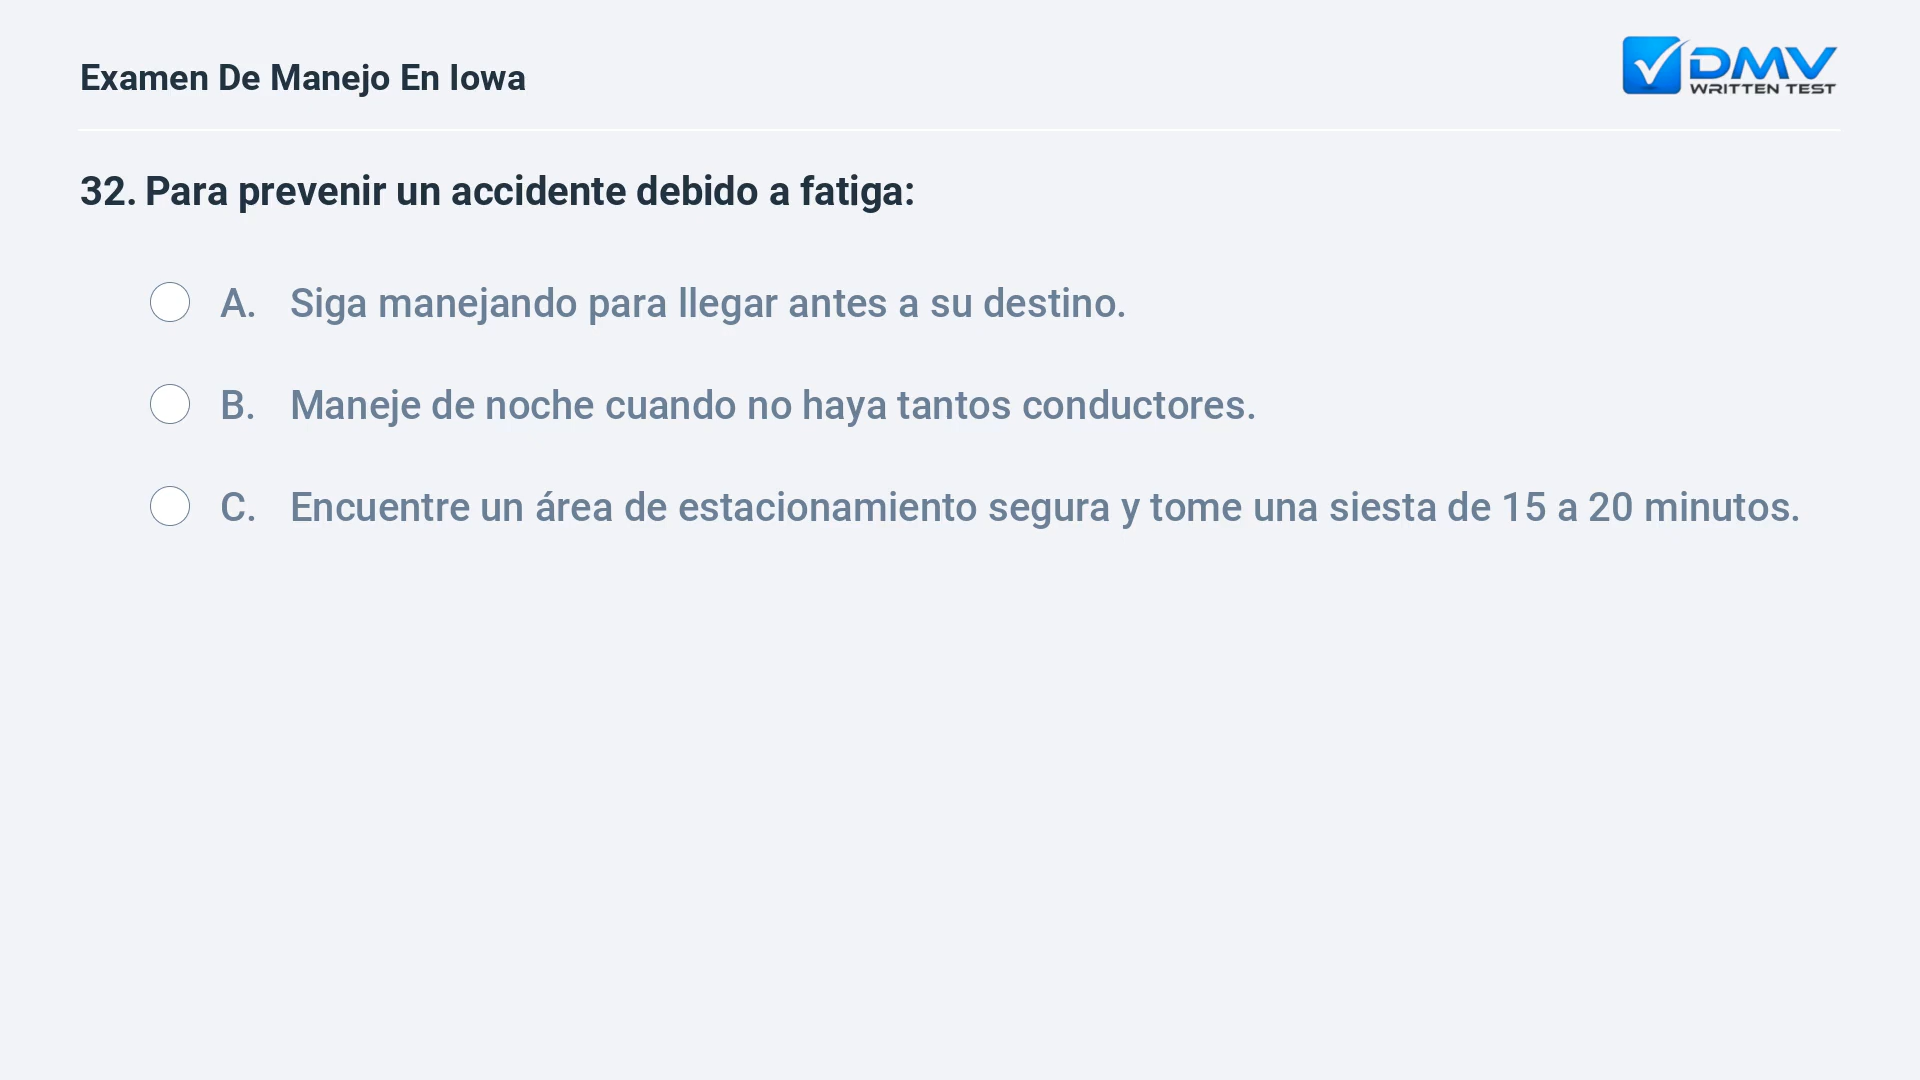 Examen De Manejo En Iowa
DMV
WRITTEN TEST
32. Para prevenir un accidente debido a fatiga:
A. Siga manejando para llegar antes a su destino.
B. Maneje de noche cuando no haya tantos conductores.
C. Encuentre un área de estacionamiento segura y tome una siesta de 15 a 20 minutos.